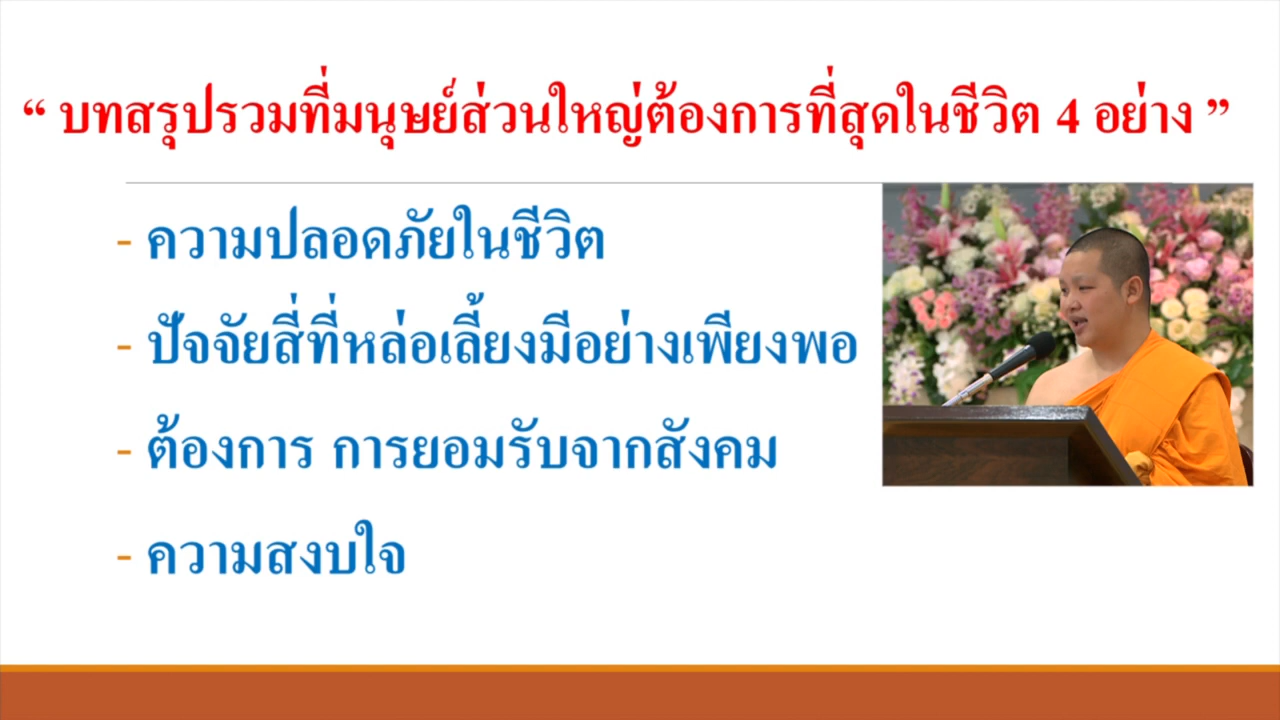 “ บทสรุปรวมที่มนุษย์ส่วนใหญ่ต้องการที่สุดในชีวิต 4 อย่าง ”
- ความปลอดภัยในชีวิต
- ปัจจัยสี่ที่หล่อเลี้ยงมีอย่างเพียงพอ
- ต้องการ การยอมรับจากสังคม
- ความสงบใจ